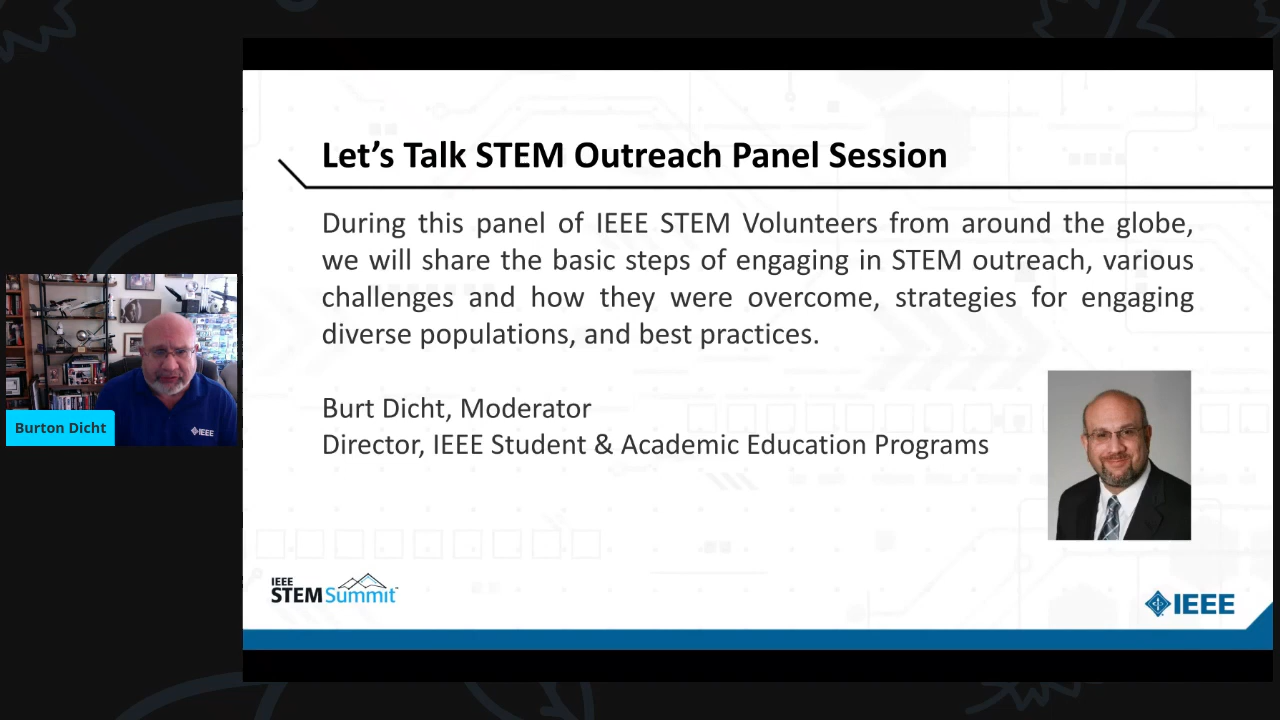 Let's Talk STEM Outreach Panel Session
During this panel of IEEE STEM Volunteers from around the globe,
we will share the basic steps of engaging in STEM outreach, various
challenges and how they were overcome, strategies for engaging
diverse populations, and best practices.
Burt Dicht, Moderator
Director, IEEE Student & Academic Education Programs
Burton Dicht
IEEE
IEEE
STEM Summit
IEEE